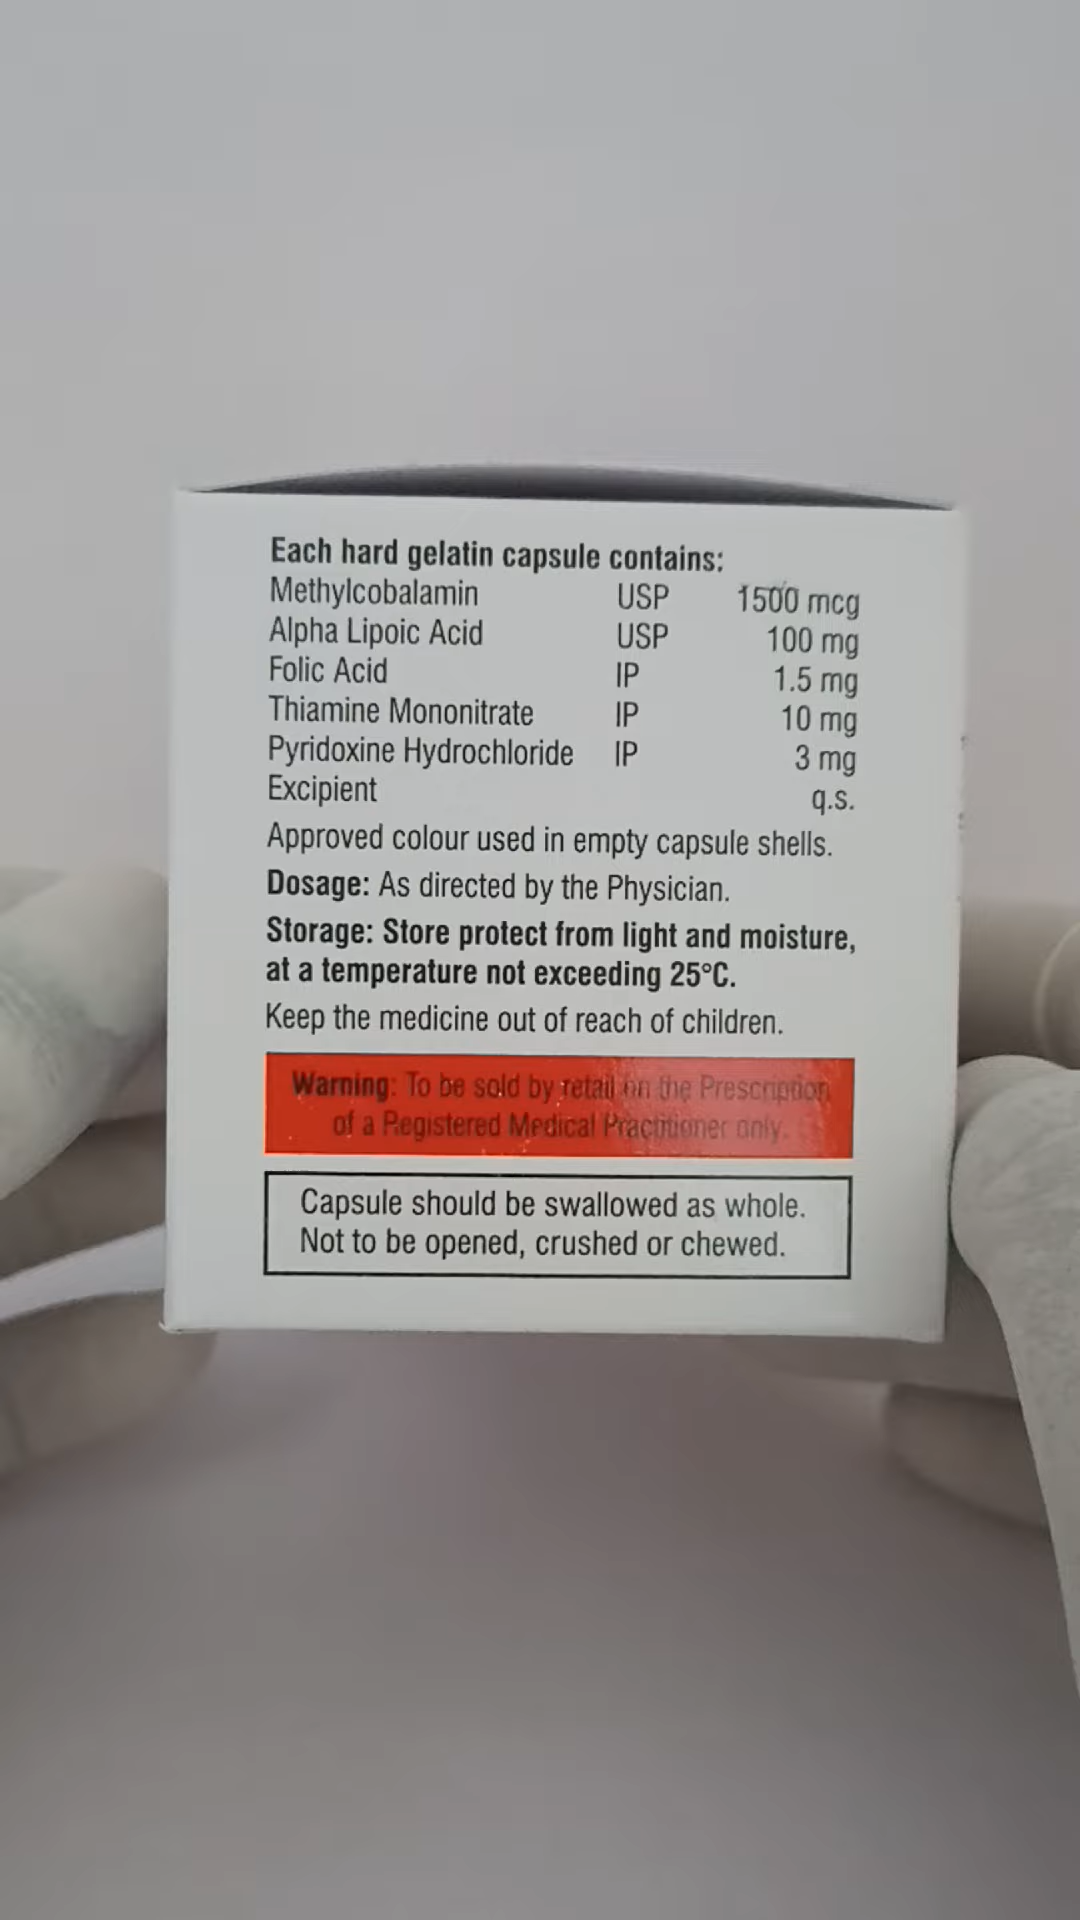 Each hard gelatin capsule contains:
Methylcobalamin USP 1500 mcg
Alpha Lipoic Acid USP 100 mg
Folic Acid IP 1.5 mg
Thiamine Mononitrate IP 10 mg
Pyridoxine Hydrochloride IP 3 mg
Excipient q.s.
Approved colour used in empty capsule shells.
Dosage: As directed by the Physician.
Storage: Store protect from light and moisture,
at a temperature not exceeding 25°C.
Keep the medicine out of reach of children.
Warning: To be sold by retail on the Prescription
of a Registered Medical Practitioner only.
Capsule should be swallowed as whole.
Not to be opened, crushed or chewed.